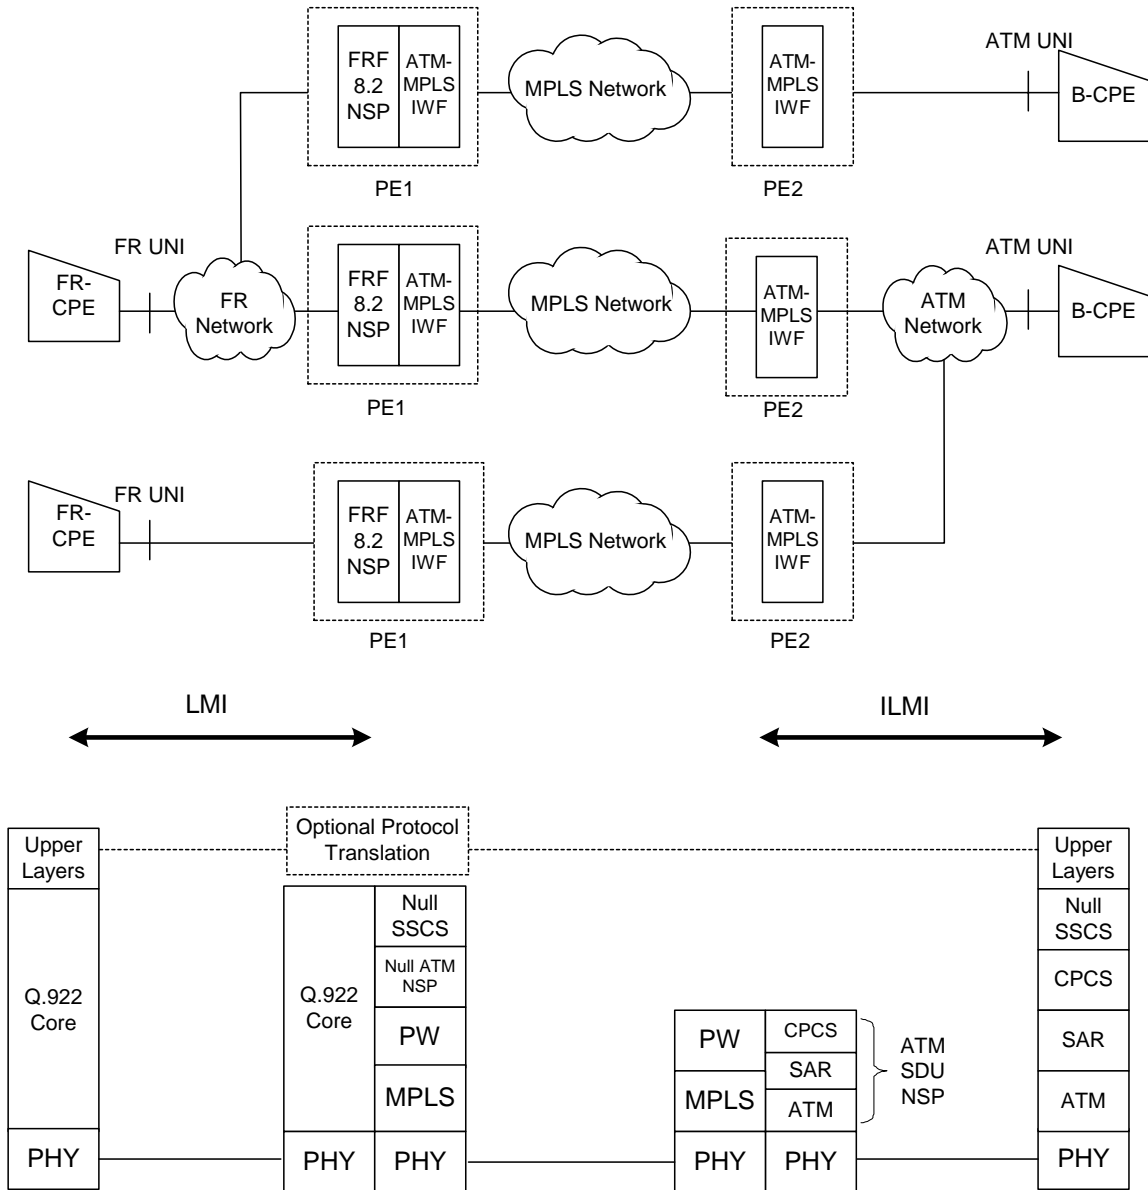 ATM UNI
FRF
8.2
NSP
ATM-
MPLS
IWF
MPLS Network
ATM-
MPLS
IWF
B-CPE
PE1
PE2
FR UNI
ATM UNI
FR-
CPE
FR
Network
FRF
8.2
NSP
ATM-
MPLS
IWF
MPLS Network
ATM-
MPLS
IWF
ATM
Network
B-CPE
PE1
PE2
FR UNI
FR-
CPE
FRF
8.2
NSP
ATM-
MPLS
IWF
MPLS Network
ATM-
MPLS
IWF
PE1
PE2
LMI
ILMI
Upper
Layers
Q.922
Core
PHY
Optional Protocol
Translation
Q.922
Core
PHY
Null
SSCS
Null ATM
NSP
PW
MPLS
PHY
PW
MPLS
PHY
CPCS
SAR
ATM
PHY
ATM
SDU
NSP
Upper
Layers
Null
SSCS
CPCS
SAR
ATM
PHY